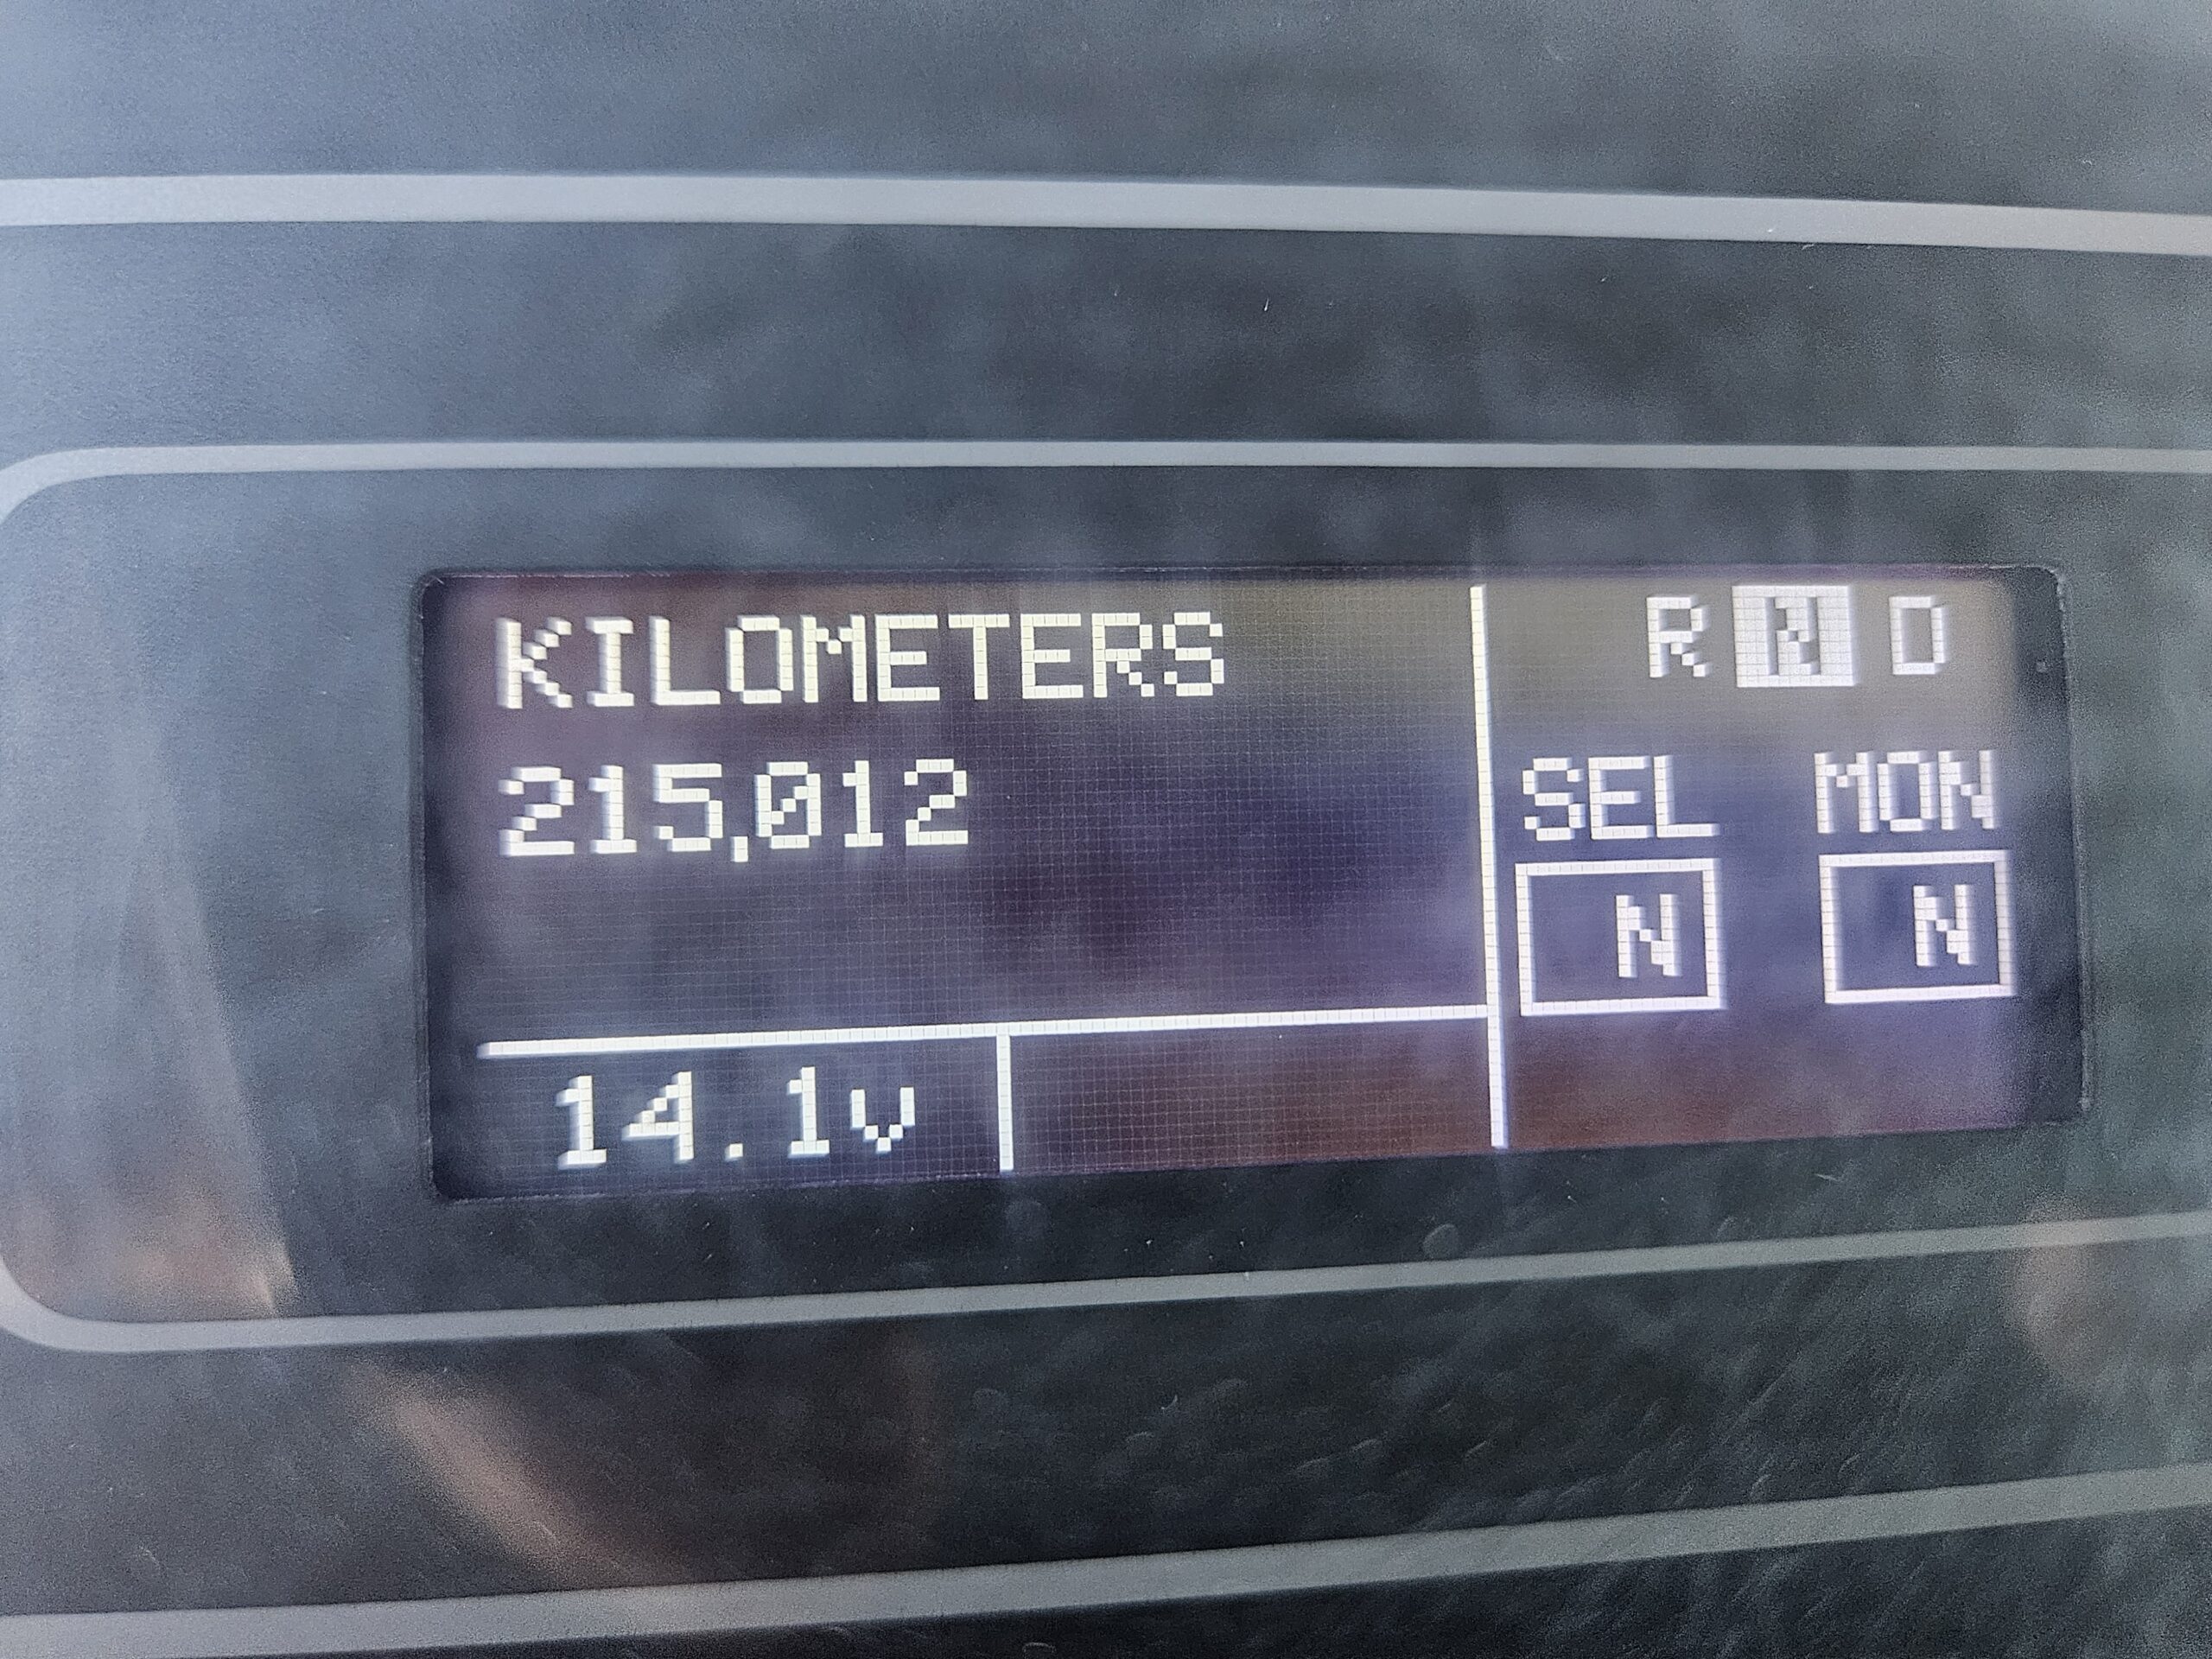 KILOMETERS
215,012
14.1v
R N D
SEL MON
N N